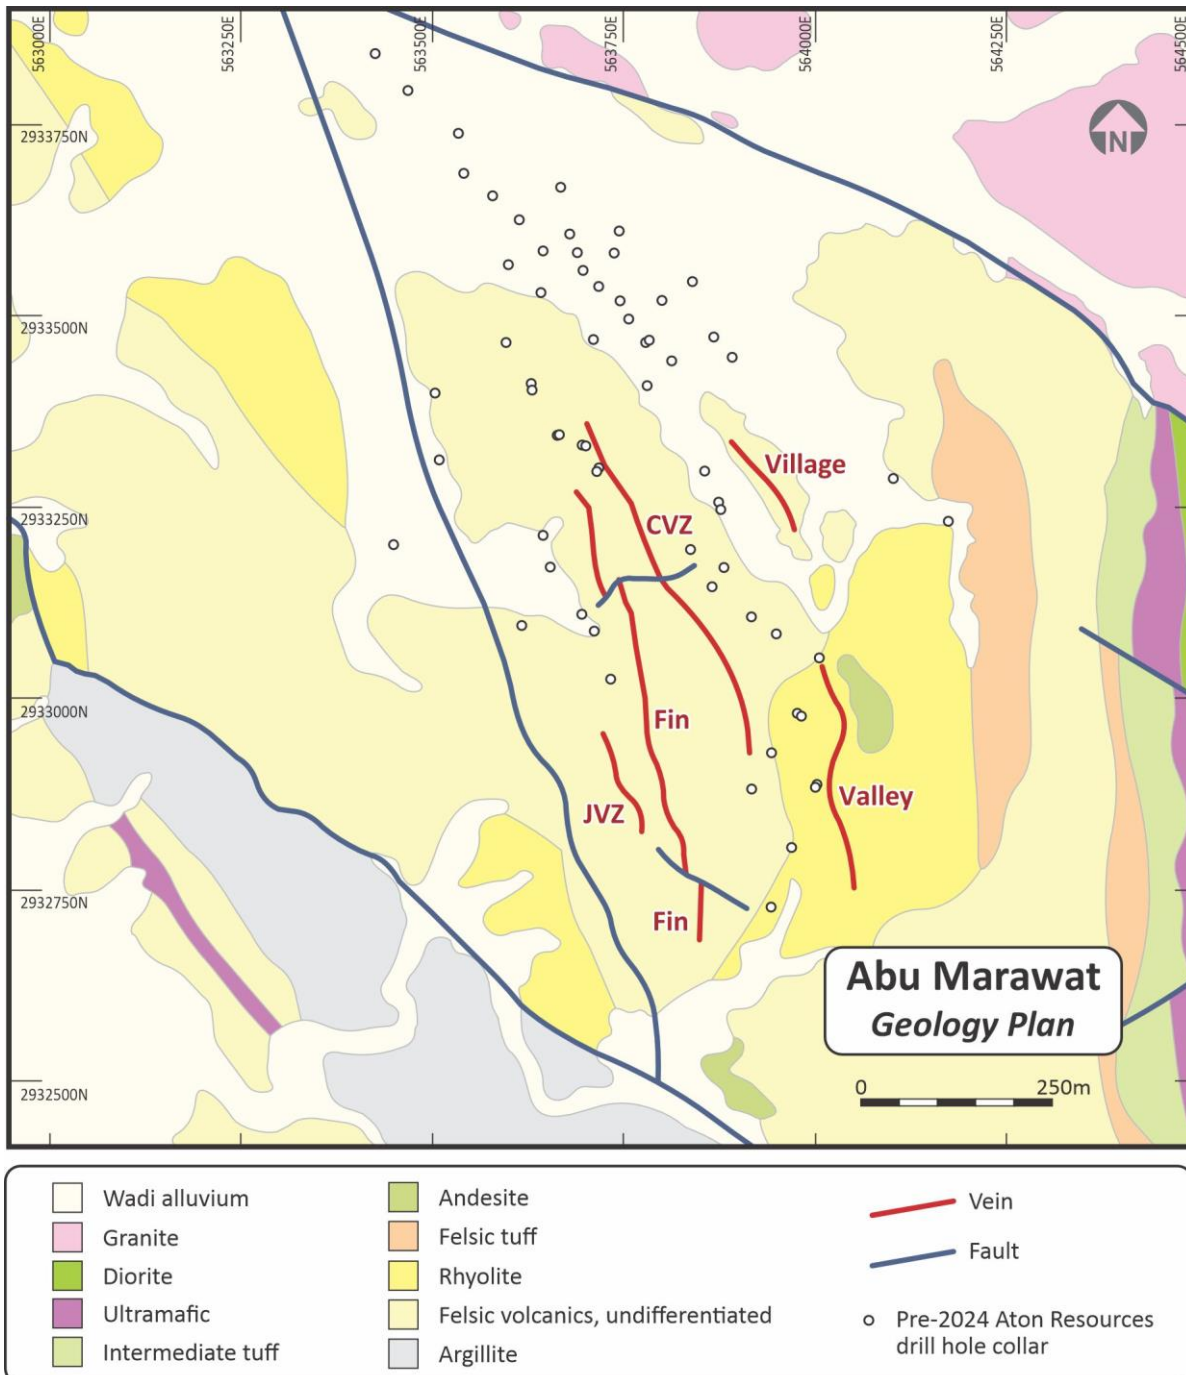 563000E
563250E
563500E
563750E
564000E
564250E
564500E
2933750N
N
2933500N
Village
2933250N
CVZ
2933000N
Fin
JVZ
Valley
2932750N
Fin
Abu Marawat
Geology Plan
2932500N
0 250m
Wadi alluvium
Granite
Diorite
Ultramafic
Intermediate tuff
Andesite
Felsic tuff
Rhyolite
Felsic volcanics, undifferentiated
Argillite
Vein
Fault
Pre-2024 Aton Resources
drill hole collar